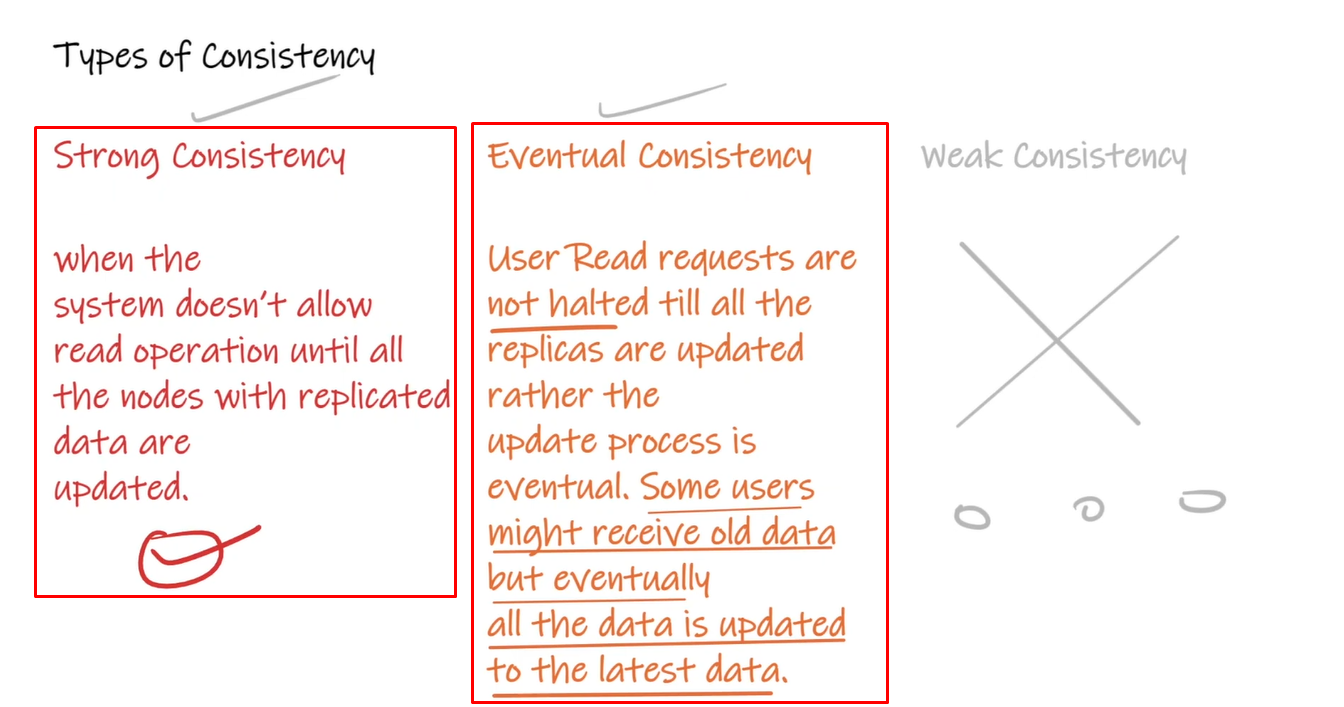 Types of Consistency
Strong Consistency
when the
system doesn't allow
read operation until all
the nodes with replicated
data are
updated.
Eventual Consistency
User Read requests are
not halted till all the
replicas are updated
rather the
update process is
eventual. Some users
might receive old data
but eventually
all the data is updated
to the latest data.
Weak Consistency